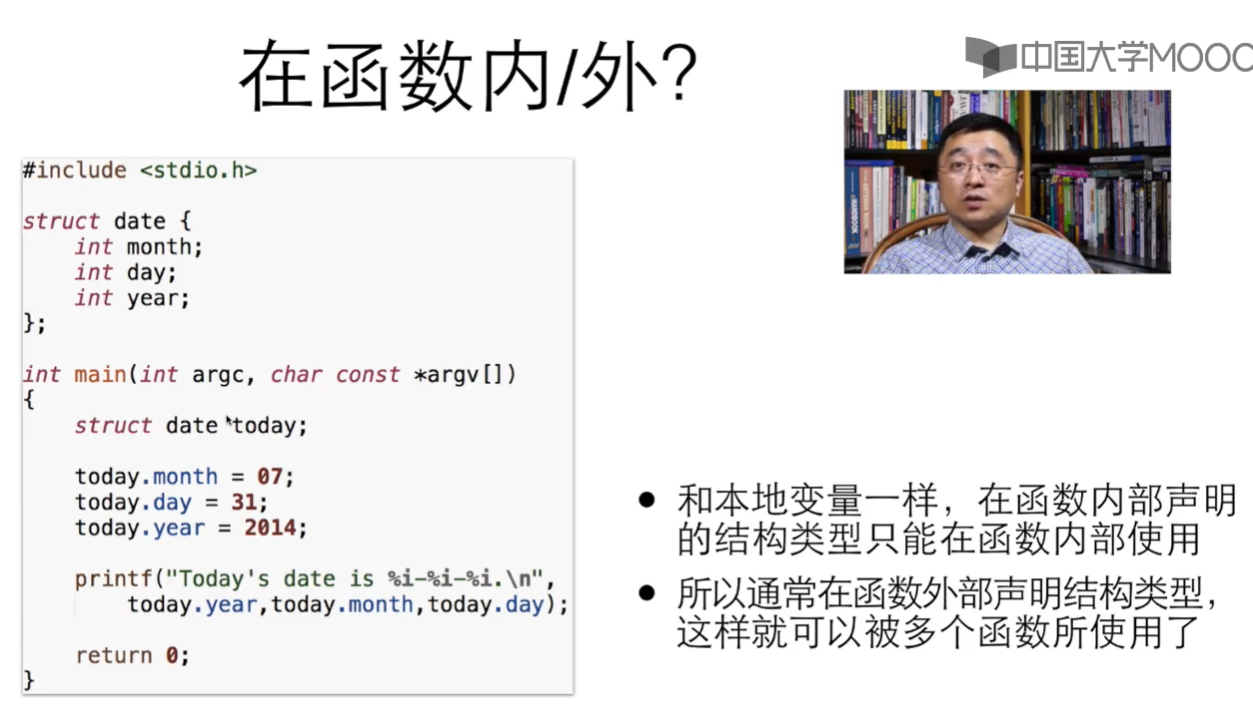 在函数内/外?
中国大学MOOC
#include <stdio.h>
struct date {
    int month;
    int day;
    int year;
};
int main(int argc, char const *argv[])
{
    struct date today;
    today.month = 07;
    today.day = 31;
    today.year = 2014;
    printf("Today's date is %i-%i-%i.\n",
        today.year,today.month,today.day);
    return 0;
}
● 和本地变量一样，在函数内部声明
的结构类型只能在函数内部使用
● 所以通常在函数外部声明结构类型，
这样就可以被多个函数所使用了